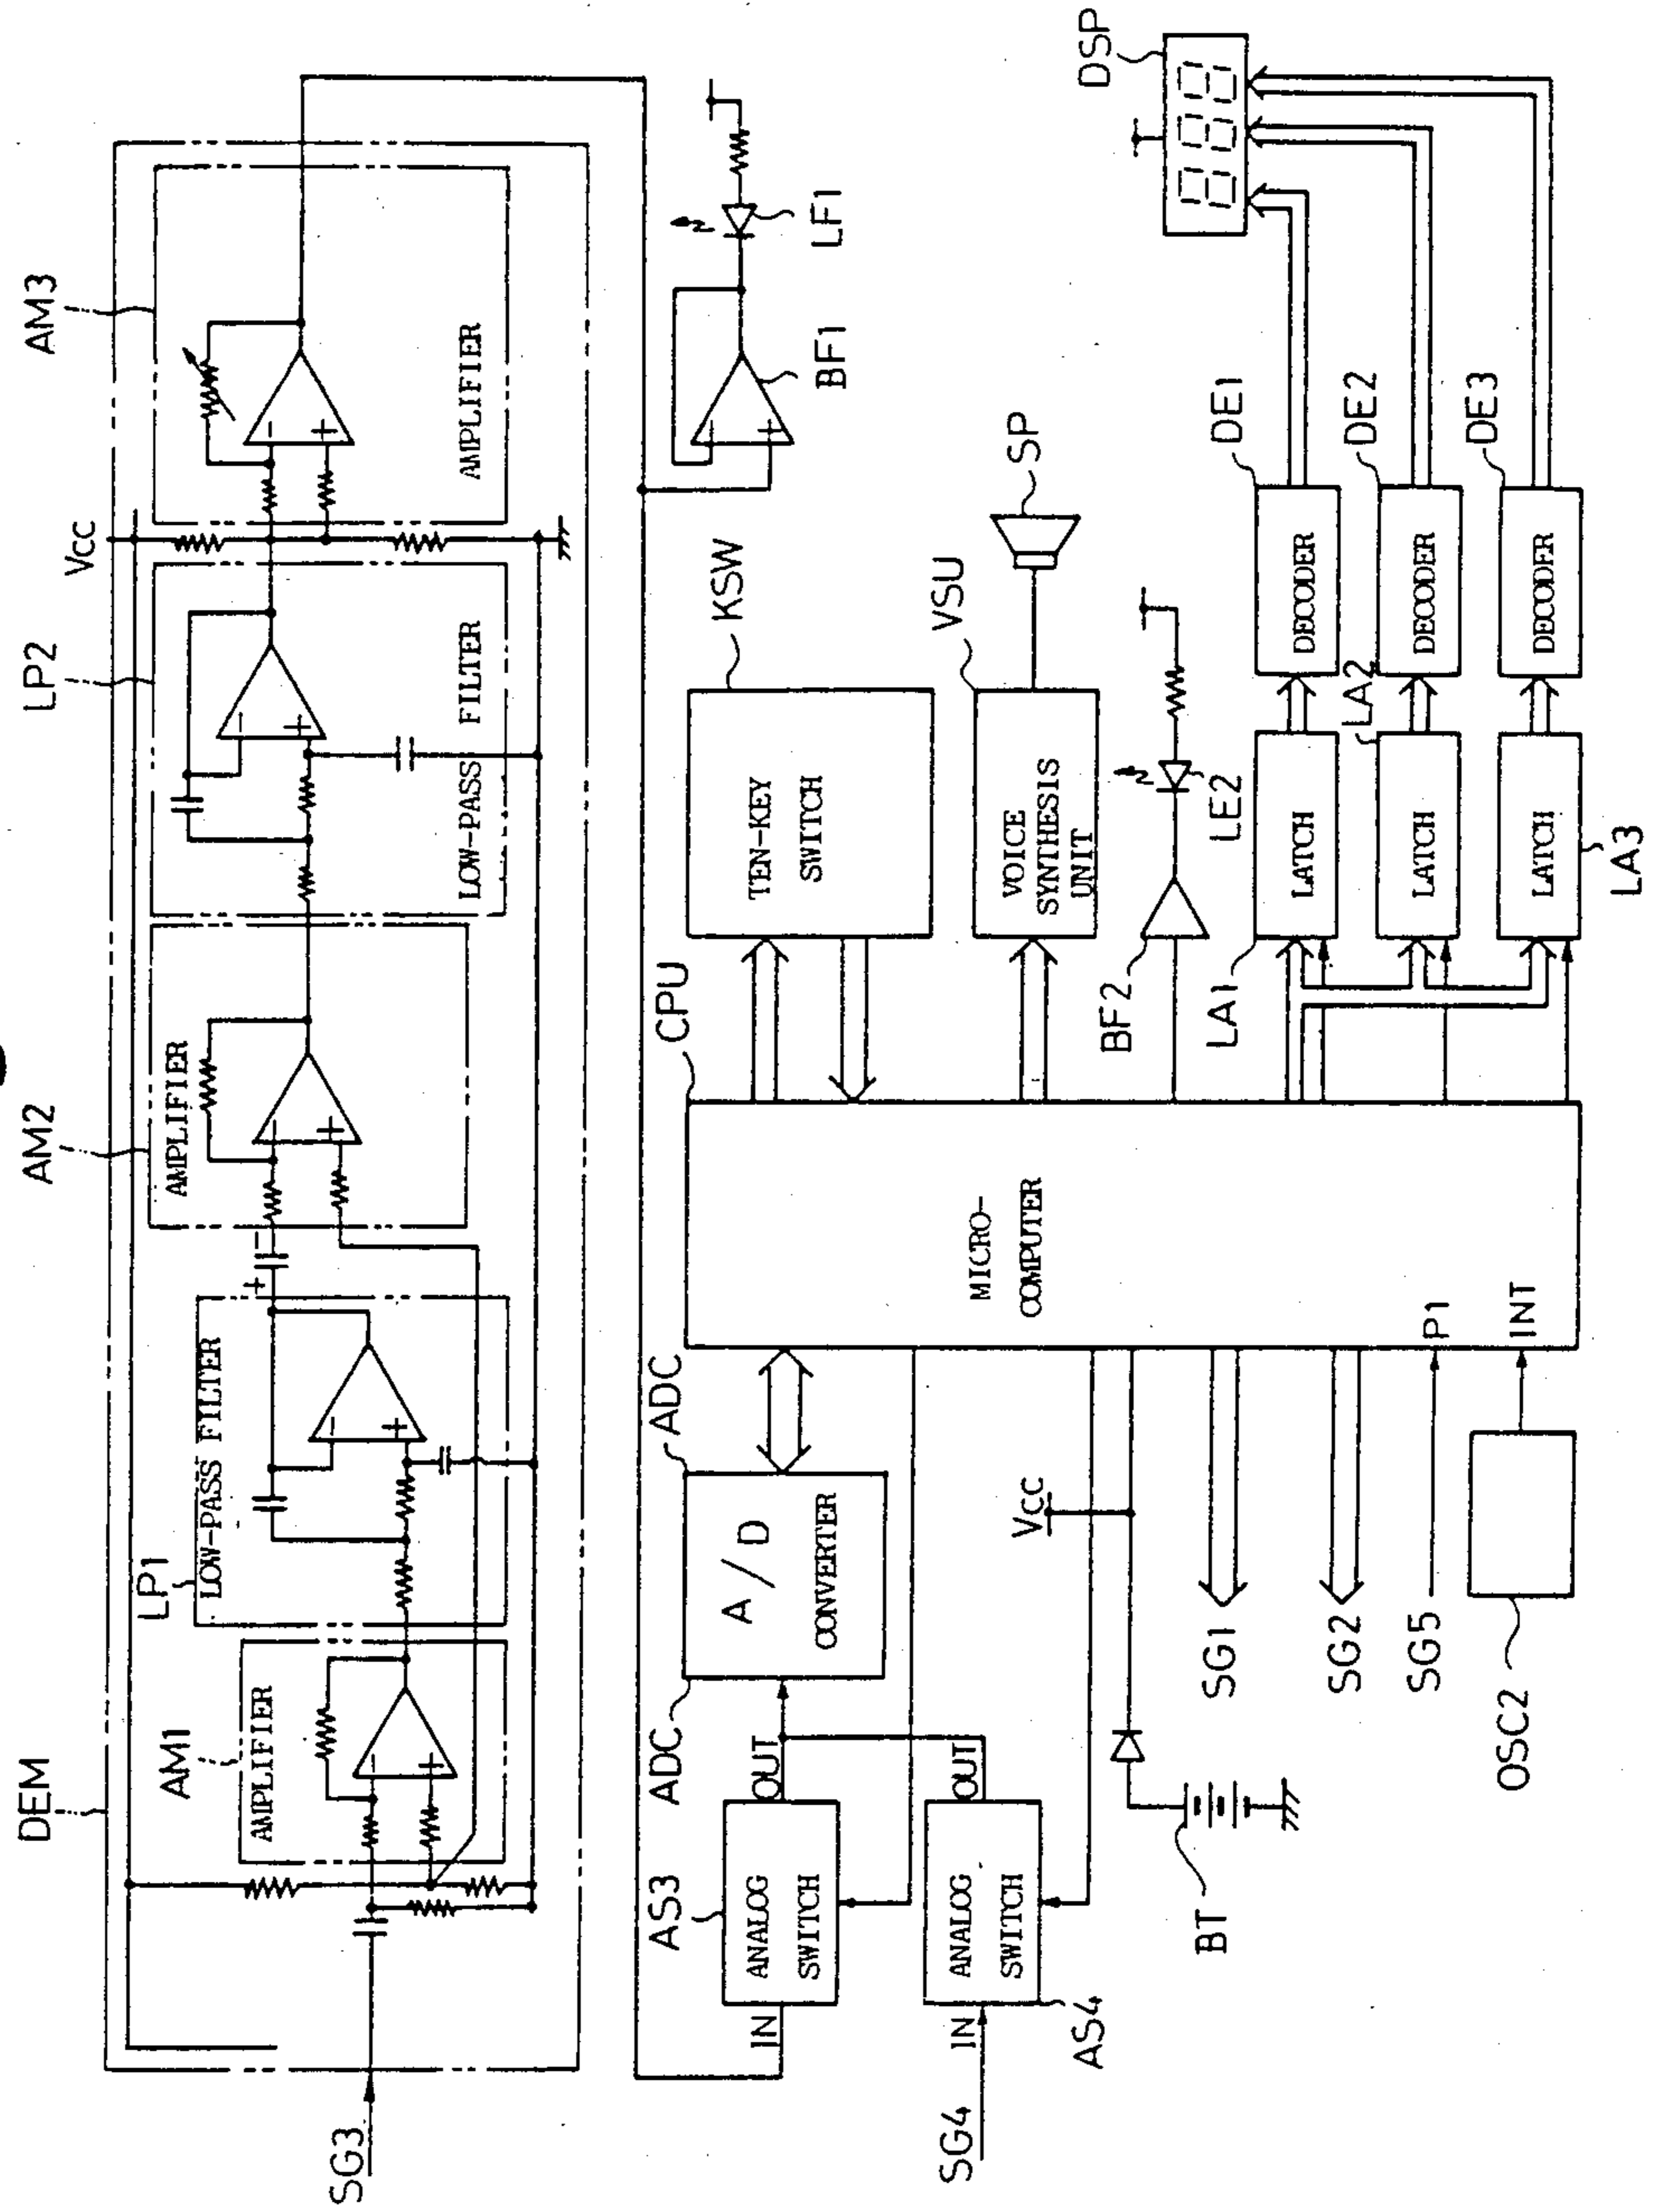 DEM
SG3
AM1
AMPLIFIER
LP1
LOW-PASS FILTER
+
−
AM2
AMPLIFIER
LP2
LOW-PASS FILTER
Vcc
AM3
AMPLIFIER
BF1
LF1
SG4
IN
AS3
ANALOG
SWITCH
OUT
IN
AS4
ANALOG
SWITCH
OUT
ADC
A/D
CONVERTER
ADC
CPU
MICRO-
COMPUTER
P1
INT
Vcc
BT
SG1
SG2
SG5
OSC2
KSW
TEN-KEY
SWITCH
VSU
VOICE
SYNTHESIS
UNIT
SP
BF2
LE2
LA1
LATCH
LA2
LATCH
LA3
LATCH
DE1
DECODER
DE2
DECODER
DE3
DECODER
DSP